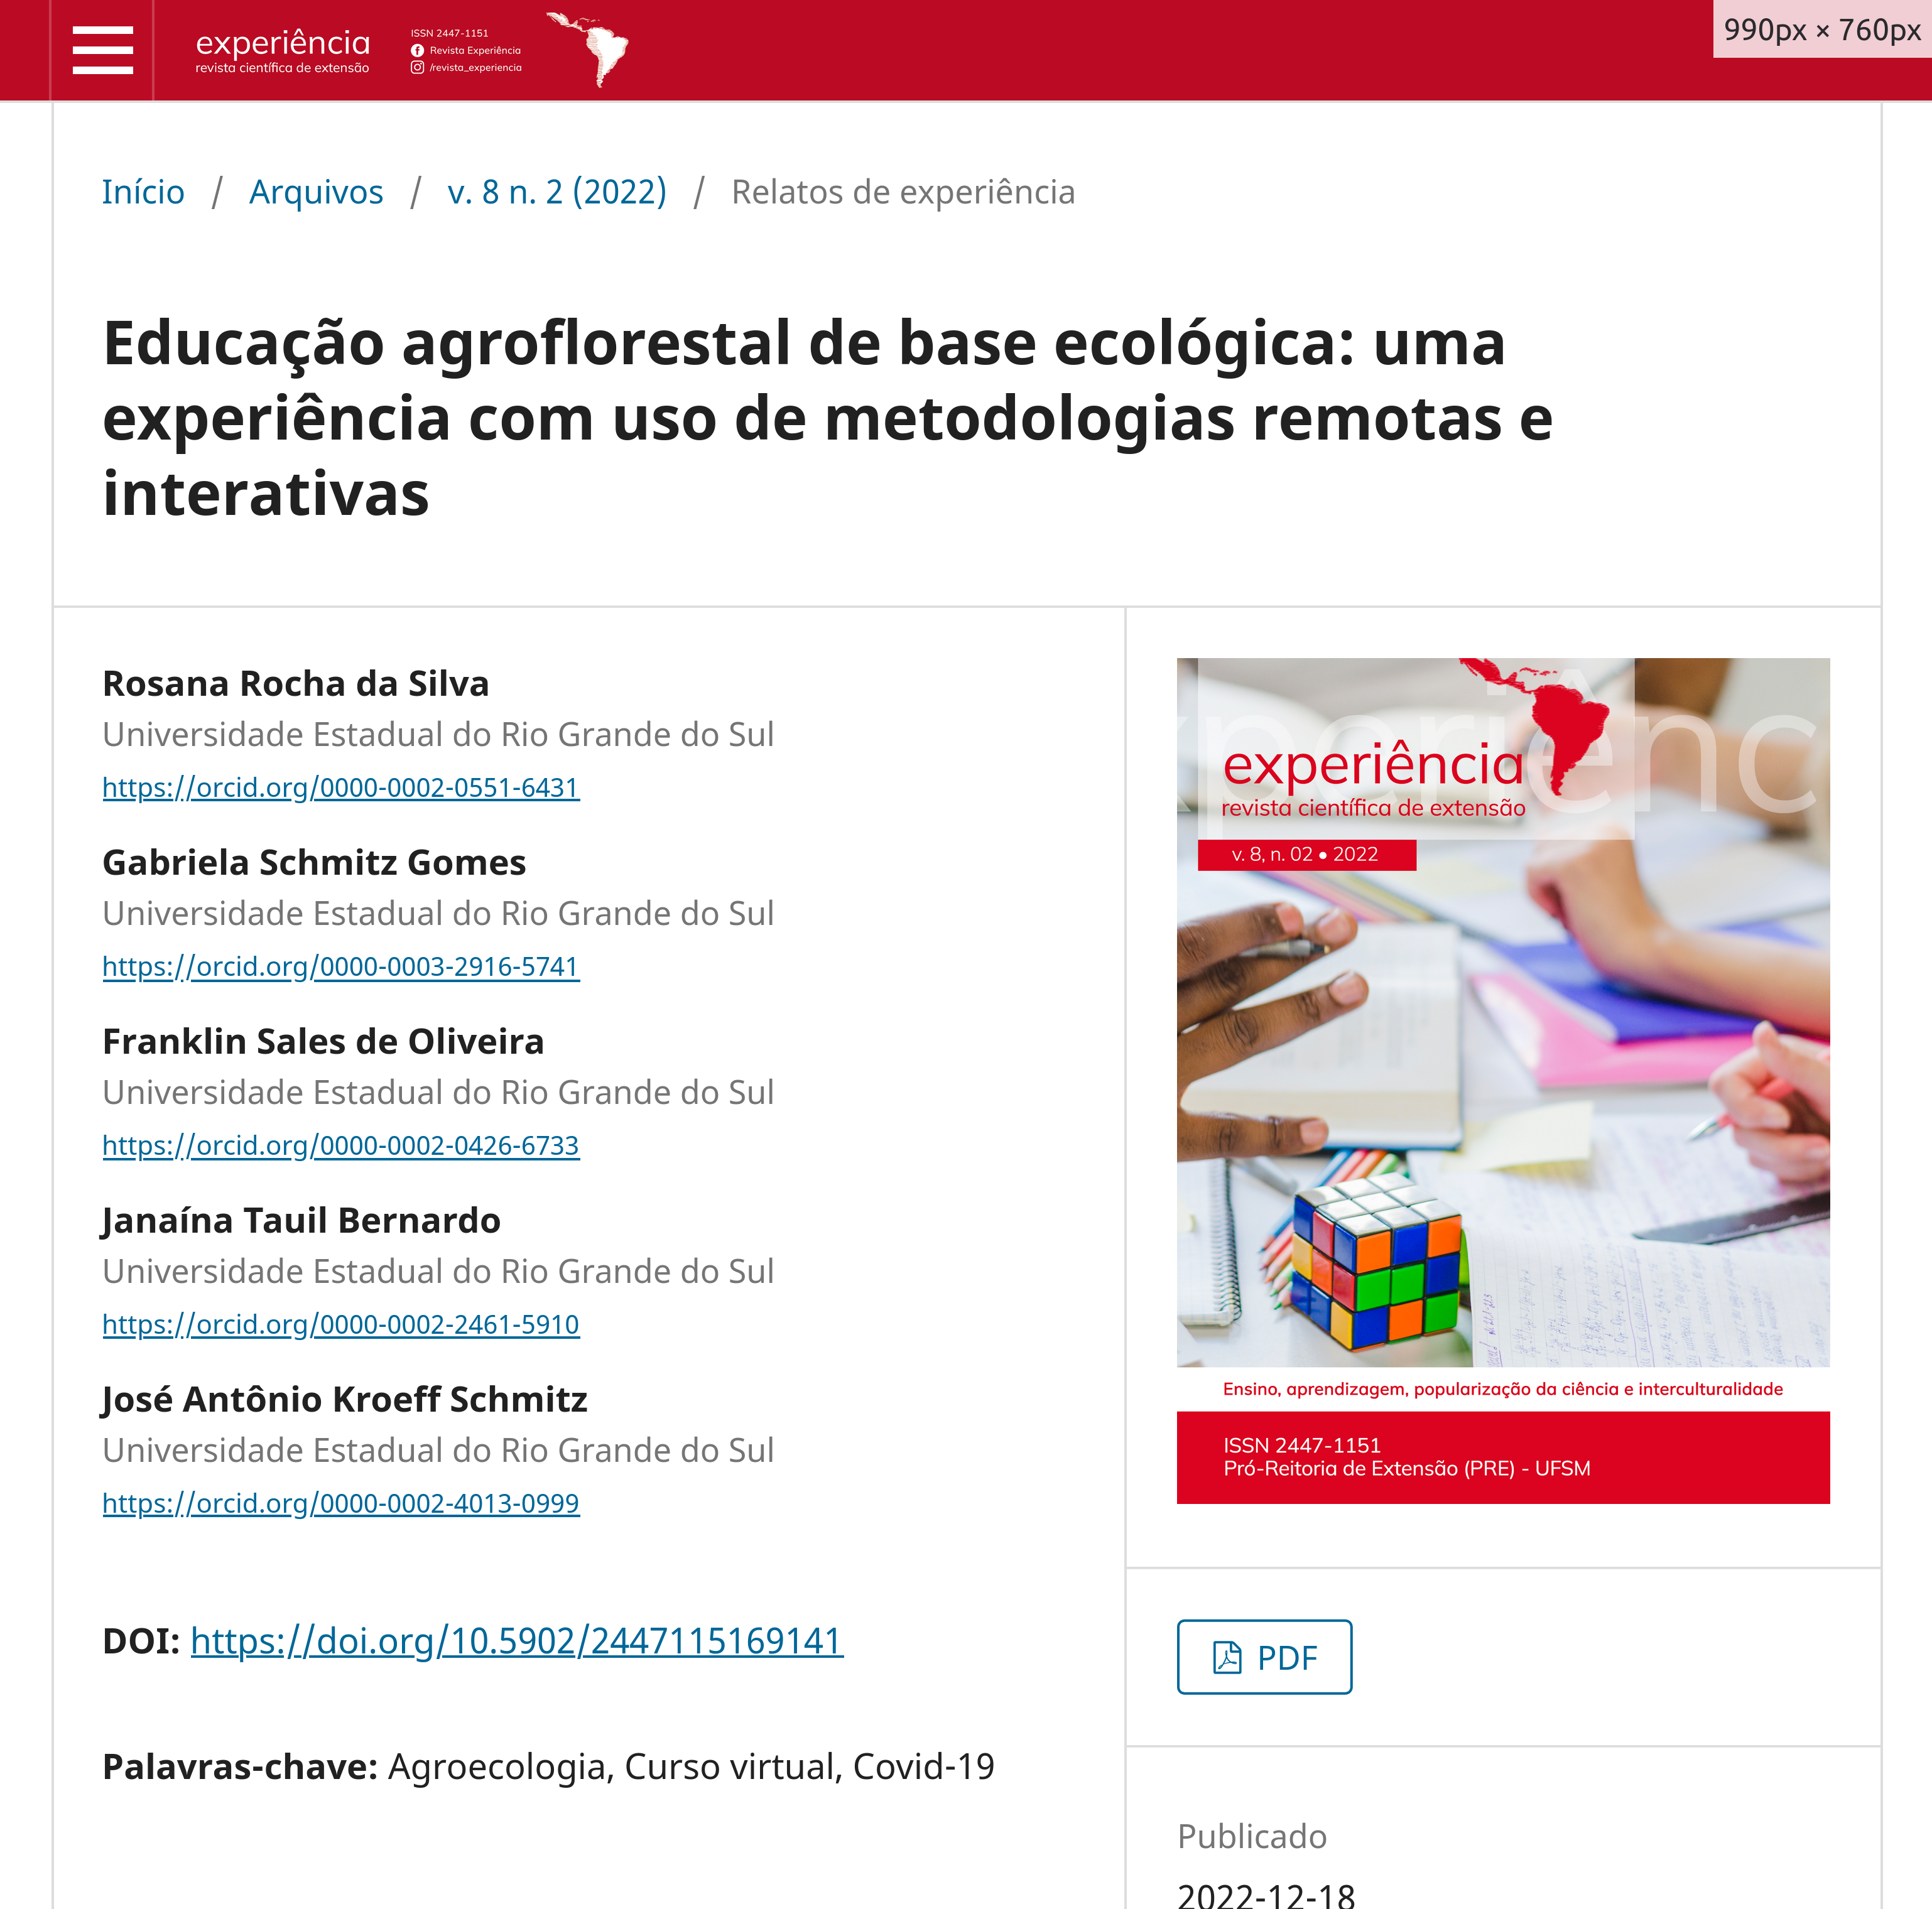 experiência
revista científica de extensão
ISSN 2447-1151
Revista Experiência
/revista_experiencia
990px × 760px
Início / Arquivos / v. 8 n. 2 (2022) / Relatos de experiência
Educação agroflorestal de base ecológica: uma
experiência com uso de metodologias remotas e
interativas
Rosana Rocha da Silva
Universidade Estadual do Rio Grande do Sul
https://orcid.org/0000-0002-0551-6431
Gabriela Schmitz Gomes
Universidade Estadual do Rio Grande do Sul
https://orcid.org/0000-0003-2916-5741
Franklin Sales de Oliveira
Universidade Estadual do Rio Grande do Sul
https://orcid.org/0000-0002-0426-6733
Janaína Tauil Bernardo
Universidade Estadual do Rio Grande do Sul
https://orcid.org/0000-0002-2461-5910
José Antônio Kroeff Schmitz
Universidade Estadual do Rio Grande do Sul
https://orcid.org/0000-0002-4013-0999
DOI: https://doi.org/10.5902/2447115169141
Palavras-chave: Agroecologia, Curso virtual, Covid-19
xperiênc
experiência
revista científica de extensão
v. 8, n. 02 • 2022
Ensino, aprendizagem, popularização da ciência e interculturalidade
ISSN 2447-1151
Pró-Reitoria de Extensão (PRE) - UFSM
PDF
Publicado
2022-12-18